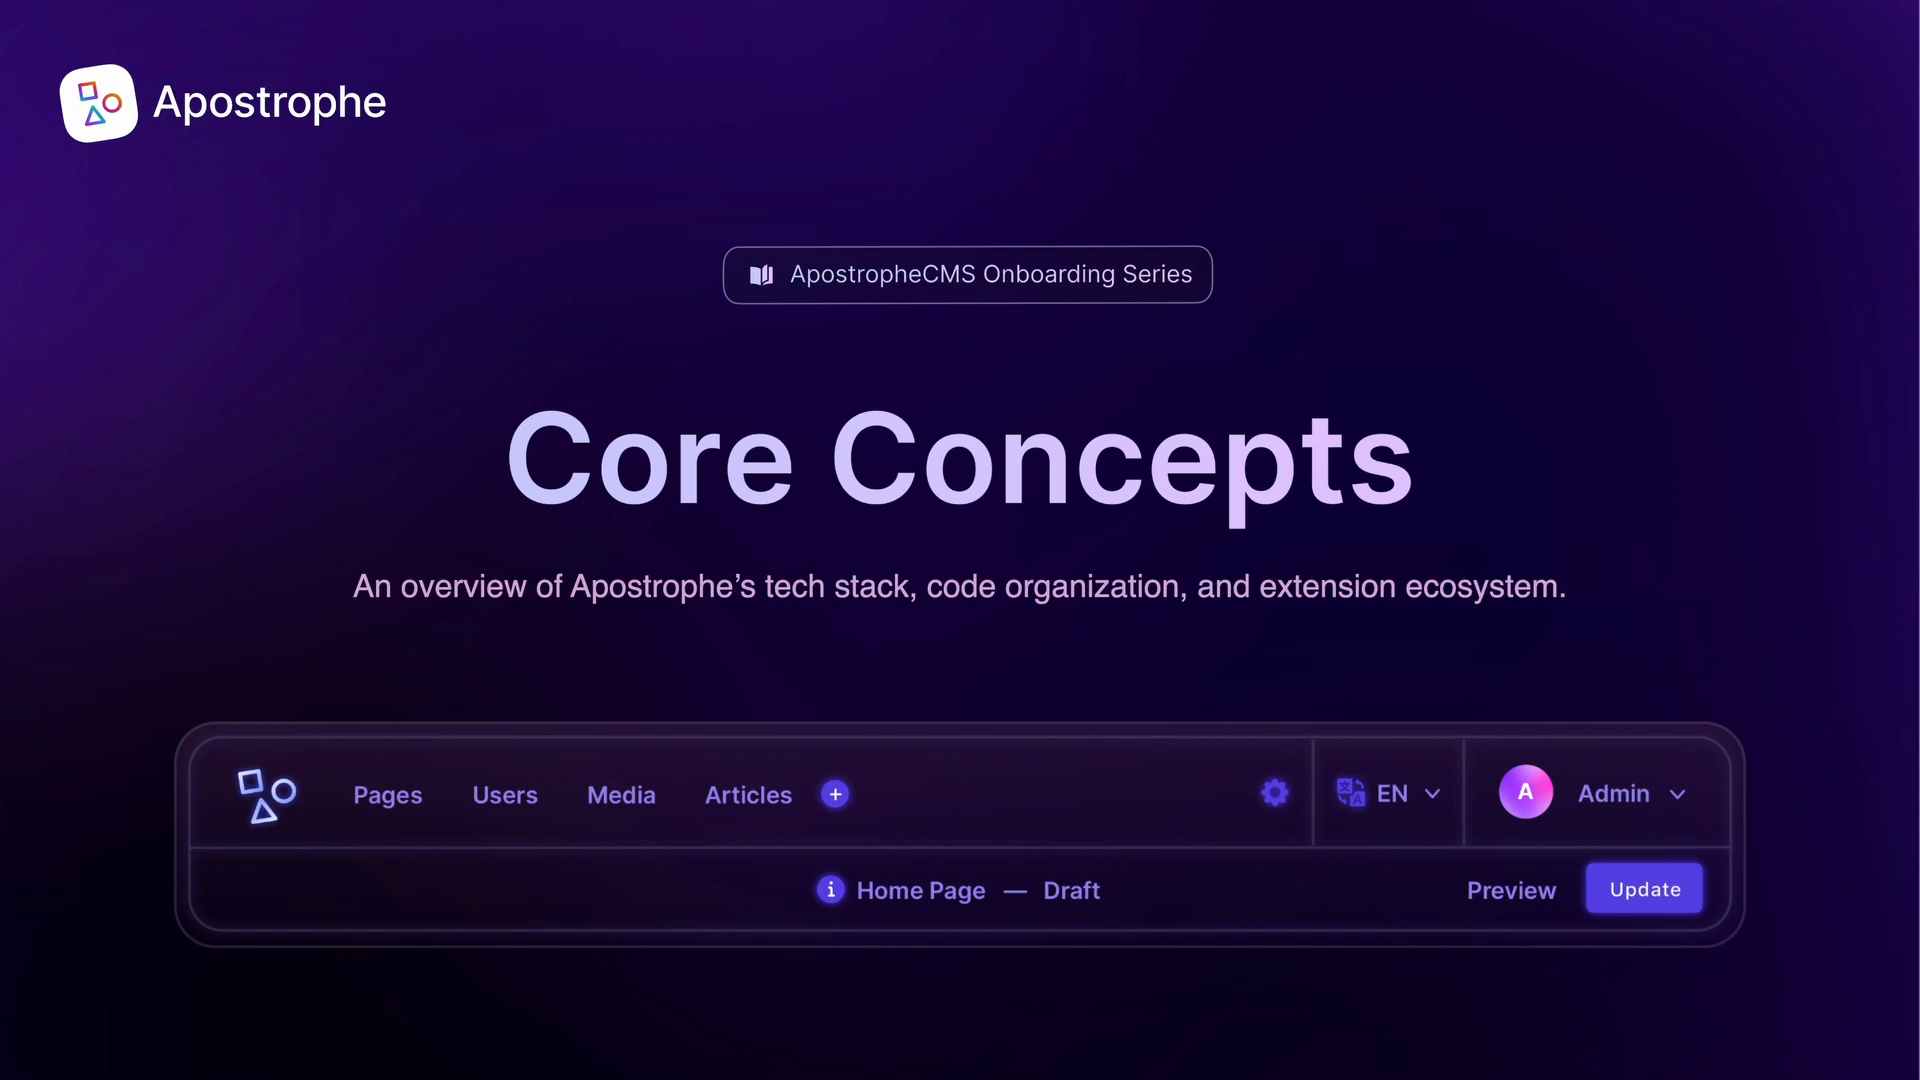 Apostrophe
ApostropheCMS Onboarding Series
Core Concepts
An overview of Apostrophe’s tech stack, code organization, and extension ecosystem.
Pages Users Media Articles + EN A Admin
i Home Page — Draft Preview Update